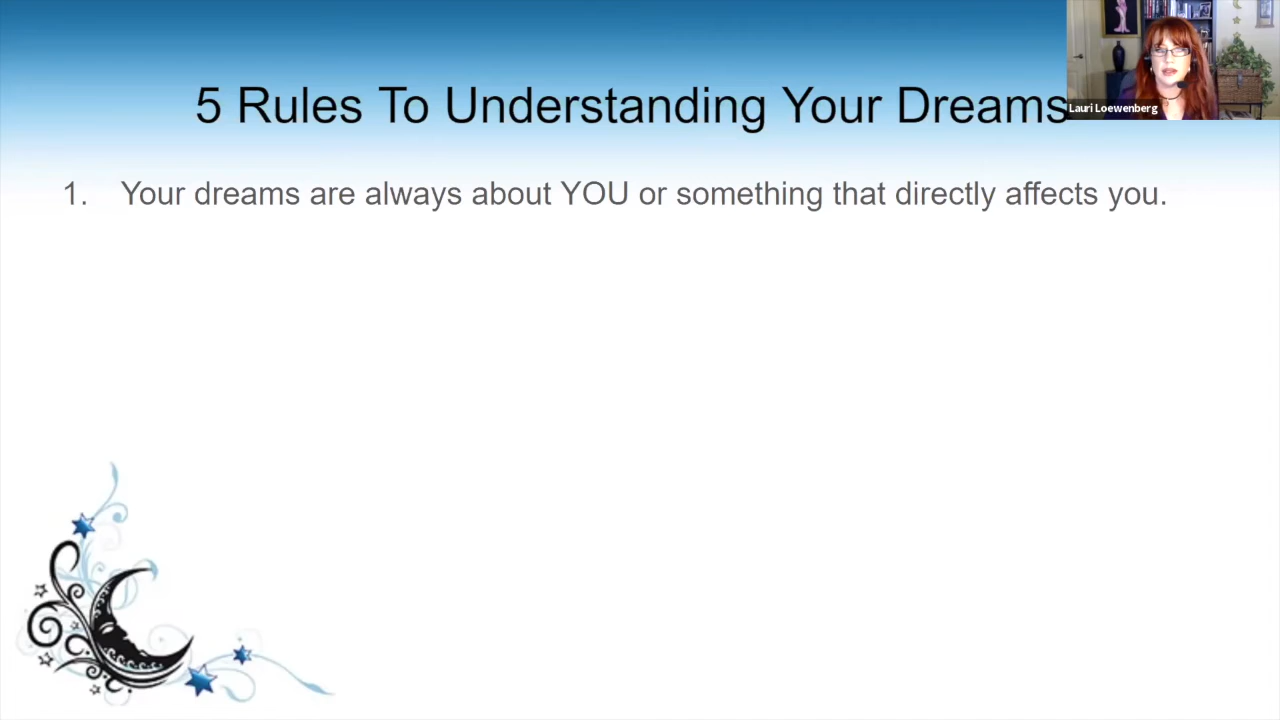 5 Rules To Understanding Your Dreams
Lauri Loewenberg
1. Your dreams are always about YOU or something that directly affects you.